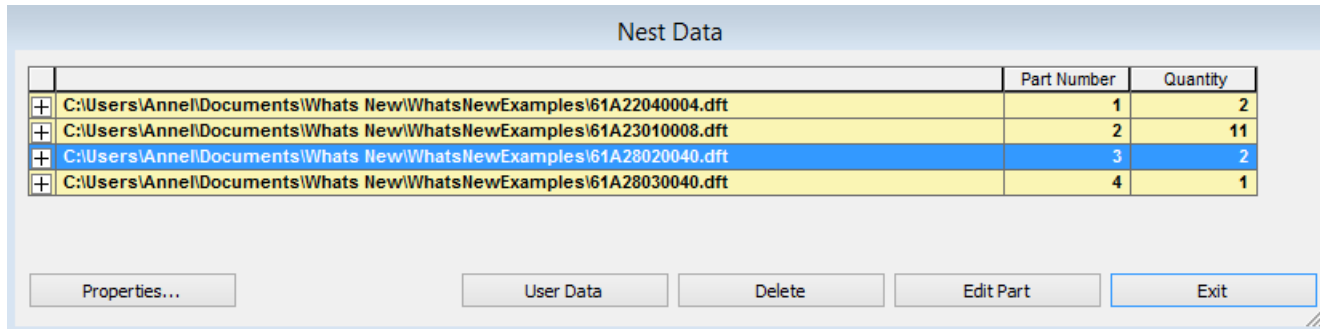 Nest Data
Part Number Quantity
C:\Users\Annel\Documents\Whats New\WhatsNewExamples\61A22040004.dft 1 2
C:\Users\Annel\Documents\Whats New\WhatsNewExamples\61A23010008.dft 2 11
C:\Users\Annel\Documents\Whats New\WhatsNewExamples\61A28020040.dft 3 2
C:\Users\Annel\Documents\Whats New\WhatsNewExamples\61A28030040.dft 4 1
Properties... User Data Delete Edit Part Exit